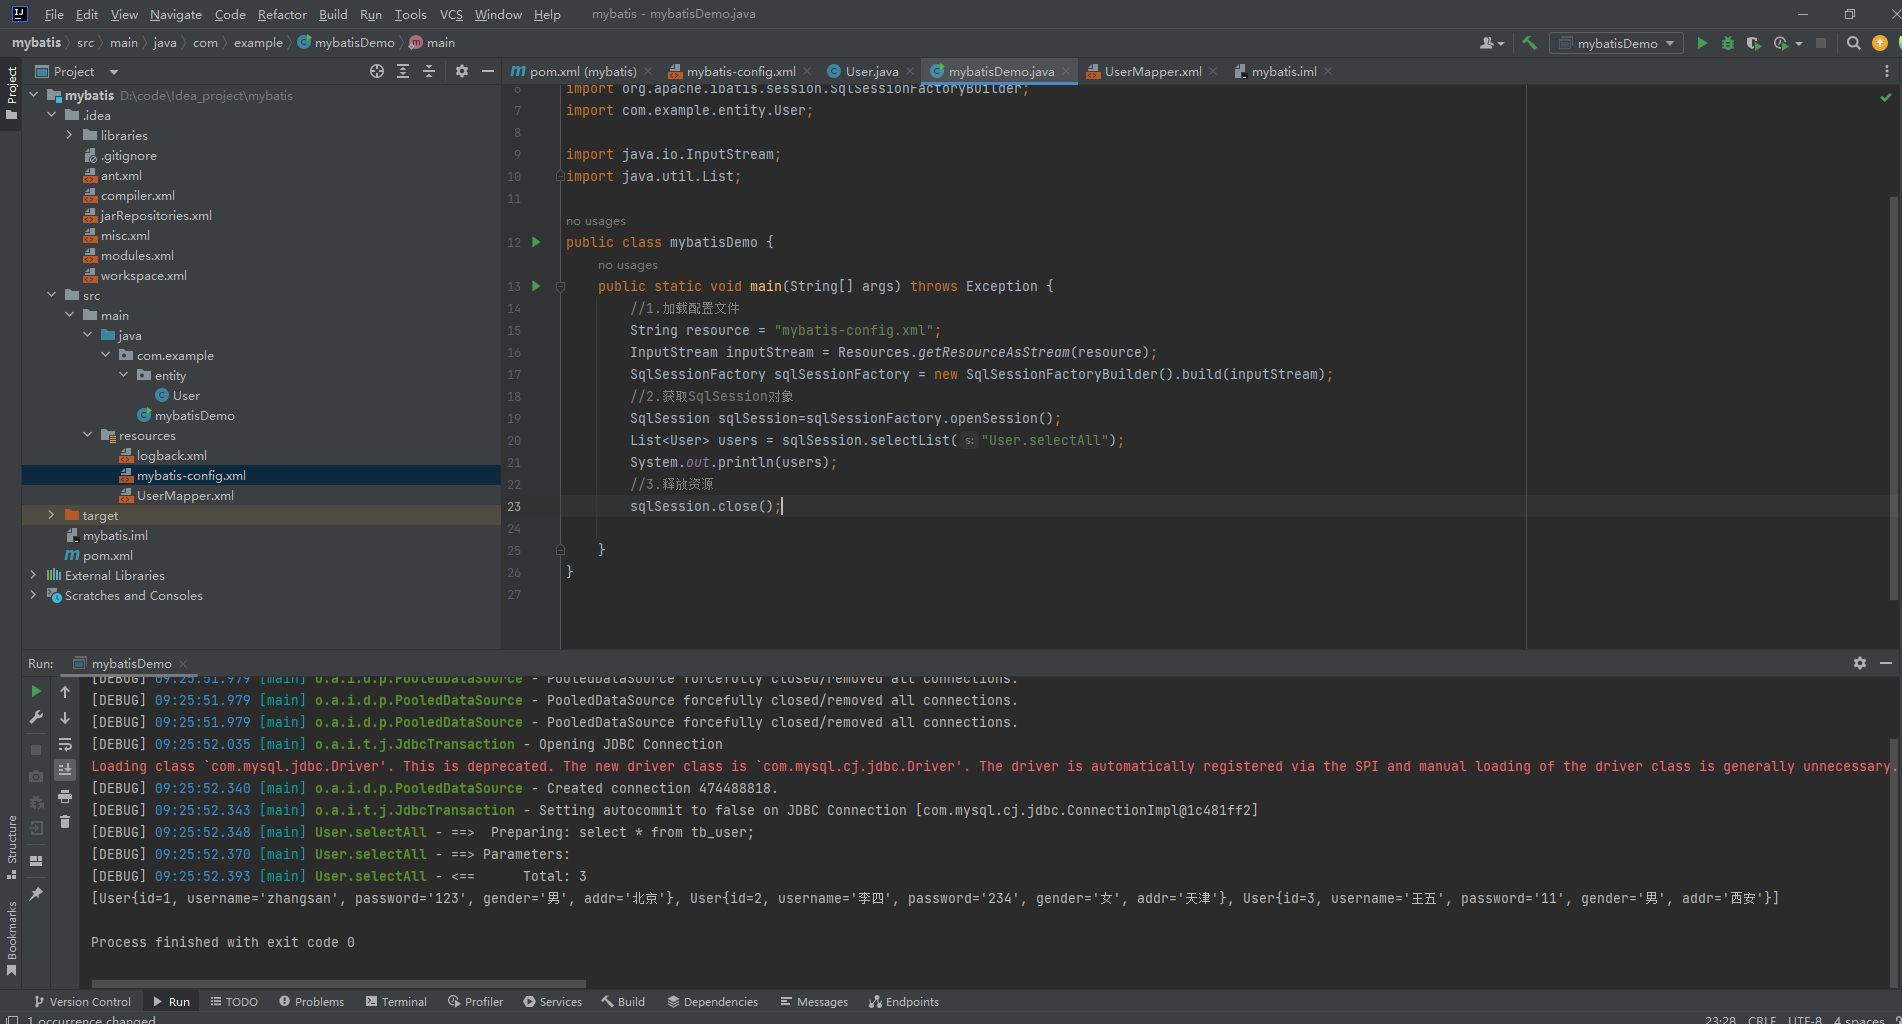 File Edit View Navigate Code Refactor Build Run Tools VCS Window Help mybatis - mybatisDemo.java
mybatis src main java com example mybatisDemo main
mybatisDemo
Project
Project
pom.xml (mybatis) mybatis-config.xml User.java mybatisDemo.java UserMapper.xml mybatis.iml
mybatis D:\code\Idea_project\mybatis
.idea
libraries
.gitignore
ant.xml
compiler.xml
jarRepositories.xml
misc.xml
modules.xml
workspace.xml
src
main
java
com.example
entity
User
mybatisDemo
resources
logback.xml
mybatis-config.xml
UserMapper.xml
target
mybatis.iml
pom.xml
External Libraries
Scratches and Consoles
6 import org.apache.ibatis.session.SqlSessionFactoryBuilder;
7 import com.example.entity.User;
8
9 import java.io.InputStream;
10 import java.util.List;
11
no usages
12 public class mybatisDemo {
no usages
13 public static void main(String[] args) throws Exception {
14 //1.加载配置文件
15 String resource = "mybatis-config.xml";
16 InputStream inputStream = Resources.getResourceAsStream(resource);
17 SqlSessionFactory sqlSessionFactory = new SqlSessionFactoryBuilder().build(inputStream);
18 //2.获取SqlSession对象
19 SqlSession sqlSession=sqlSessionFactory.openSession();
20 List<User> users = sqlSession.selectList( s: "User.selectAll");
21 System.out.println(users);
22 //3.释放资源
23 sqlSession.close();
24
25 }
26 }
27
Run: mybatisDemo
[DEBUG] 09:25:51.979 [main] o.a.i.d.p.PooledDataSource - PooledDataSource forcefully closed/removed all connections.
[DEBUG] 09:25:51.979 [main] o.a.i.d.p.PooledDataSource - PooledDataSource forcefully closed/removed all connections.
[DEBUG] 09:25:51.979 [main] o.a.i.d.p.PooledDataSource - PooledDataSource forcefully closed/removed all connections.
[DEBUG] 09:25:52.035 [main] o.a.i.t.j.JdbcTransaction - Opening JDBC Connection
Loading class `com.mysql.jdbc.Driver'. This is deprecated. The new driver class is `com.mysql.cj.jdbc.Driver'. The driver is automatically registered via the SPI and manual loading of the driver class is generally unnecessary.
[DEBUG] 09:25:52.340 [main] o.a.i.d.p.PooledDataSource - Created connection 474488818.
[DEBUG] 09:25:52.343 [main] o.a.i.t.j.JdbcTransaction - Setting autocommit to false on JDBC Connection [com.mysql.cj.jdbc.ConnectionImpl@1c481ff2]
[DEBUG] 09:25:52.348 [main] User.selectAll - ==> Preparing: select * from tb_user;
[DEBUG] 09:25:52.370 [main] User.selectAll - ==> Parameters:
[DEBUG] 09:25:52.393 [main] User.selectAll - <== Total: 3
[User{id=1, username='zhangsan', password='123', gender='男', addr='北京'}, User{id=2, username='李四', password='234', gender='女', addr='天津'}, User{id=3, username='王五', password='11', gender='男', addr='西安'}]
Process finished with exit code 0
Structure
Bookmarks
Version Control Run TODO Problems Terminal Profiler Services Build Dependencies Messages Endpoints
1 occurrence changed
23:28 CRLF UTF-8 4 spaces